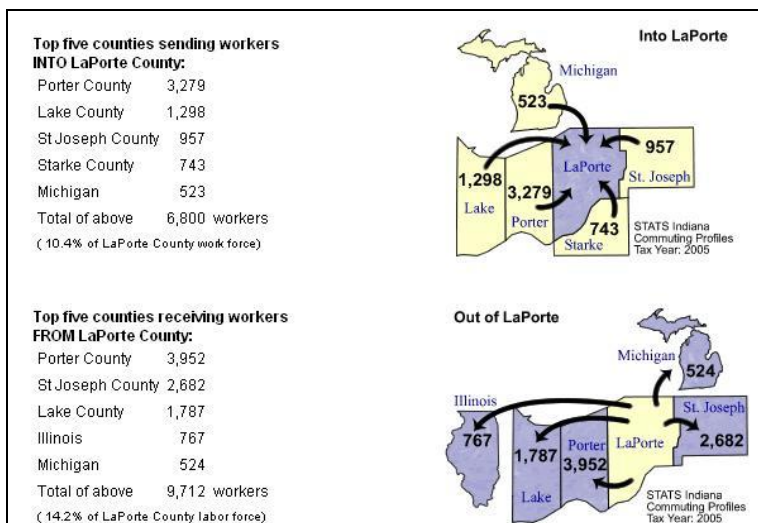 Top five counties sending workers
INTO LaPorte County:
Porter County 3,279
Lake County 1,298
St Joseph County 957
Starke County 743
Michigan 523
Total of above 6,800 workers
( 10.4% of LaPorte County work force)
Into LaPorte
Michigan
523
957
LaPorte
1,298
3,279
St. Joseph
Lake
Porter
743
Starke
STATS Indiana
Commuting Profiles
Tax Year: 2005
Top five counties receiving workers
FROM LaPorte County:
Porter County 3,952
St Joseph County 2,682
Lake County 1,787
Illinois 767
Michigan 524
Total of above 9,712 workers
( 14.2% of LaPorte County labor force)
Out of LaPorte
Michigan
524
Illinois
St. Joseph
767
1,787
Porter
LaPorte
2,682
3,952
Lake
STATS Indiana
Commuting Profiles
Tax Year: 2005